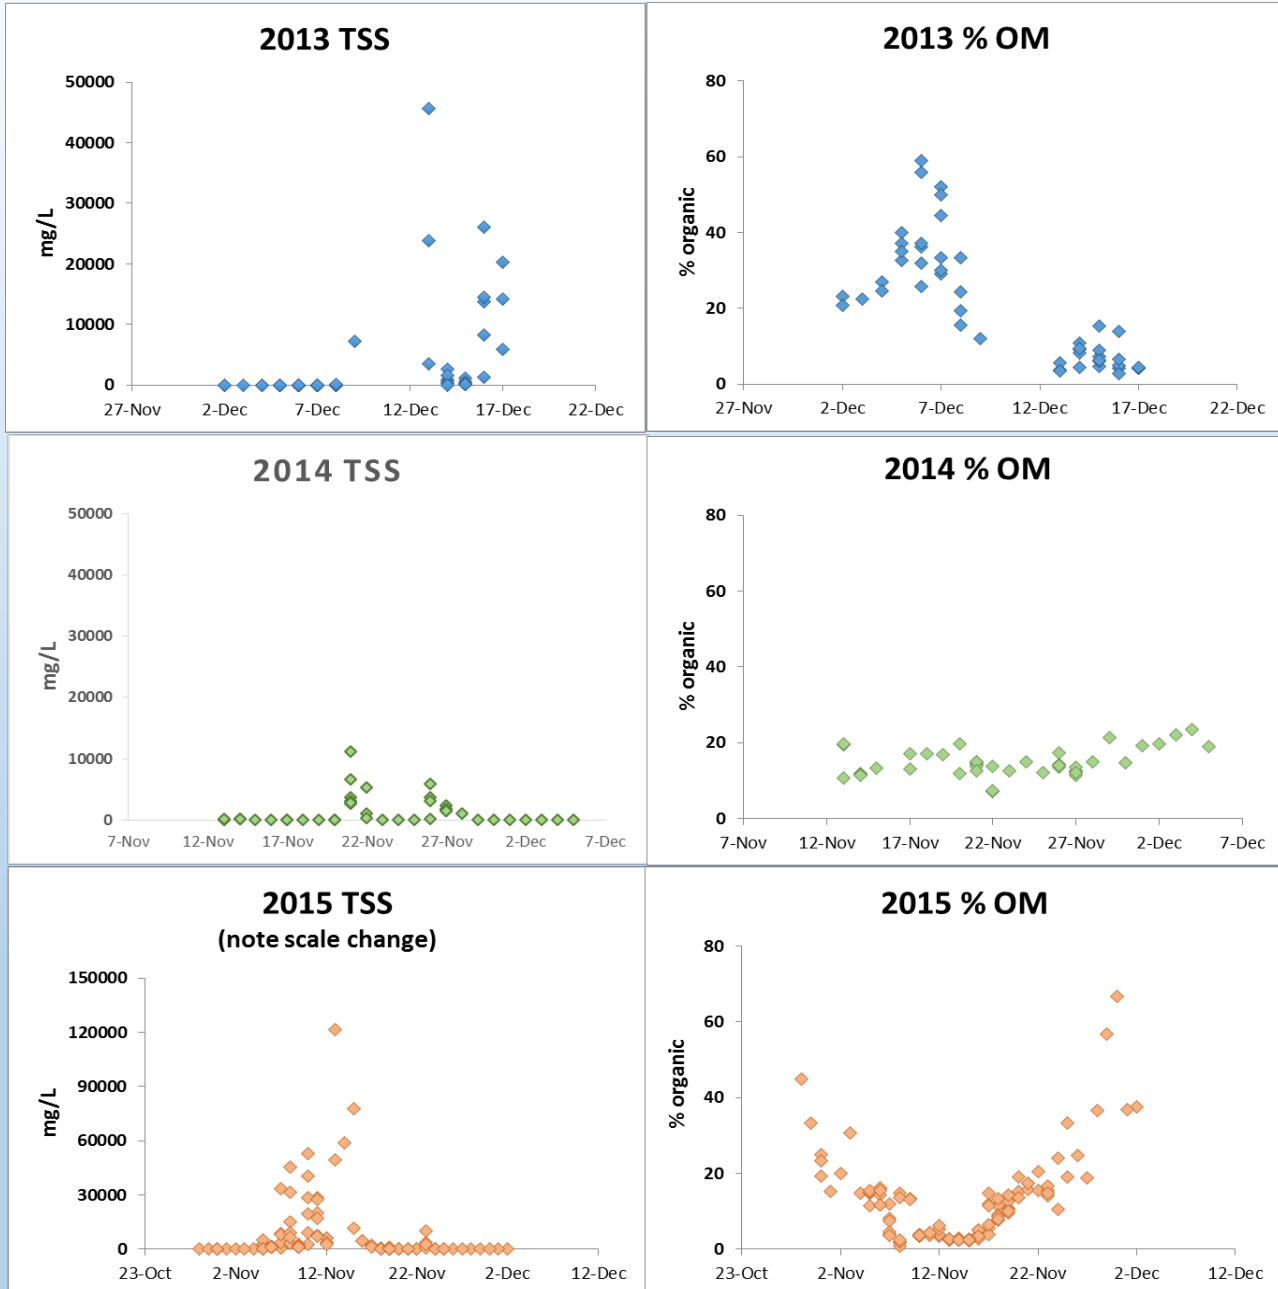 2013 TSS
mg/L
50000
40000
30000
20000
10000
0
27-Nov 2-Dec 7-Dec 12-Dec 17-Dec 22-Dec
2013 % OM
% organic
80
60
40
20
0
27-Nov 2-Dec 7-Dec 12-Dec 17-Dec 22-Dec
2014 TSS
mg/L
50000
40000
30000
20000
10000
0
7-Nov 12-Nov 17-Nov 22-Nov 27-Nov 2-Dec 7-Dec
2014 % OM
% organic
80
60
40
20
0
7-Nov 12-Nov 17-Nov 22-Nov 27-Nov 2-Dec 7-Dec
2015 TSS
(note scale change)
mg/L
150000
120000
90000
60000
30000
0
23-Oct 2-Nov 12-Nov 22-Nov 2-Dec 12-Dec
2015 % OM
% organic
80
60
40
20
0
23-Oct 2-Nov 12-Nov 22-Nov 2-Dec 12-Dec